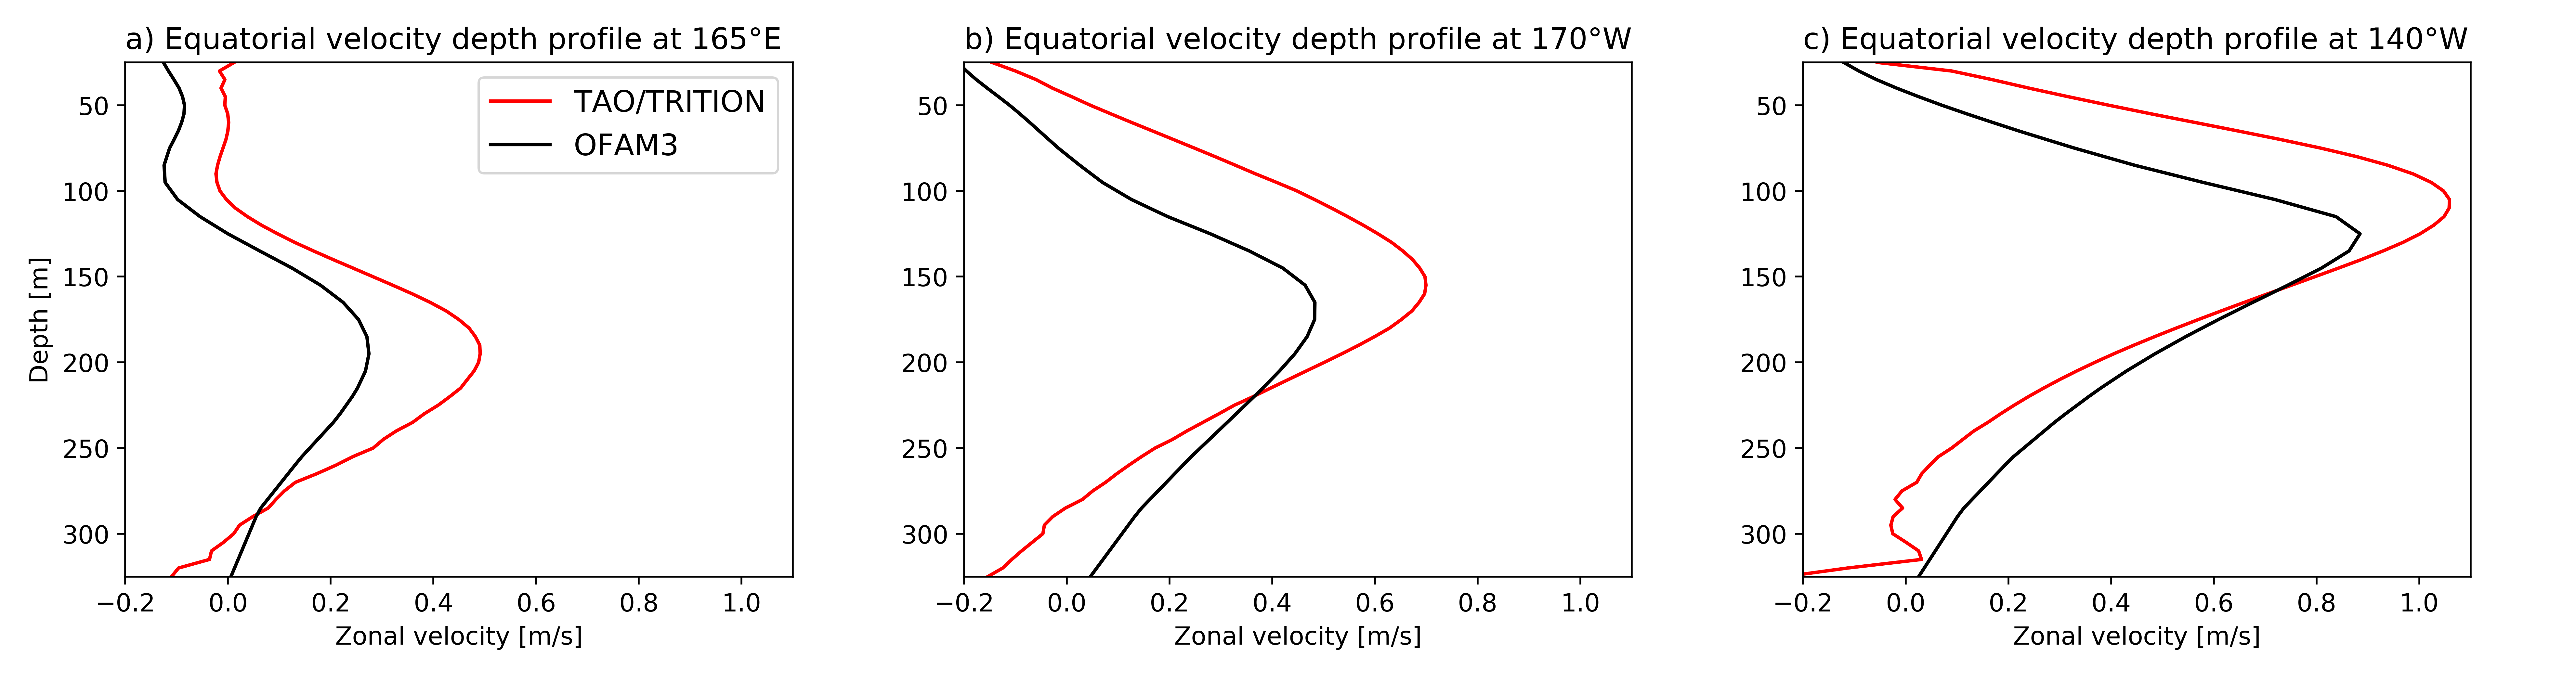 a) Equatorial velocity depth profile at 165°E
TAO/TRITION
OFAM3
50
100
150
200
250
300
Depth [m]
−0.2 0.0 0.2 0.4 0.6 0.8 1.0
Zonal velocity [m/s]
b) Equatorial velocity depth profile at 170°W
50
100
150
200
250
300
−0.2 0.0 0.2 0.4 0.6 0.8 1.0
Zonal velocity [m/s]
c) Equatorial velocity depth profile at 140°W
50
100
150
200
250
300
−0.2 0.0 0.2 0.4 0.6 0.8 1.0
Zonal velocity [m/s]